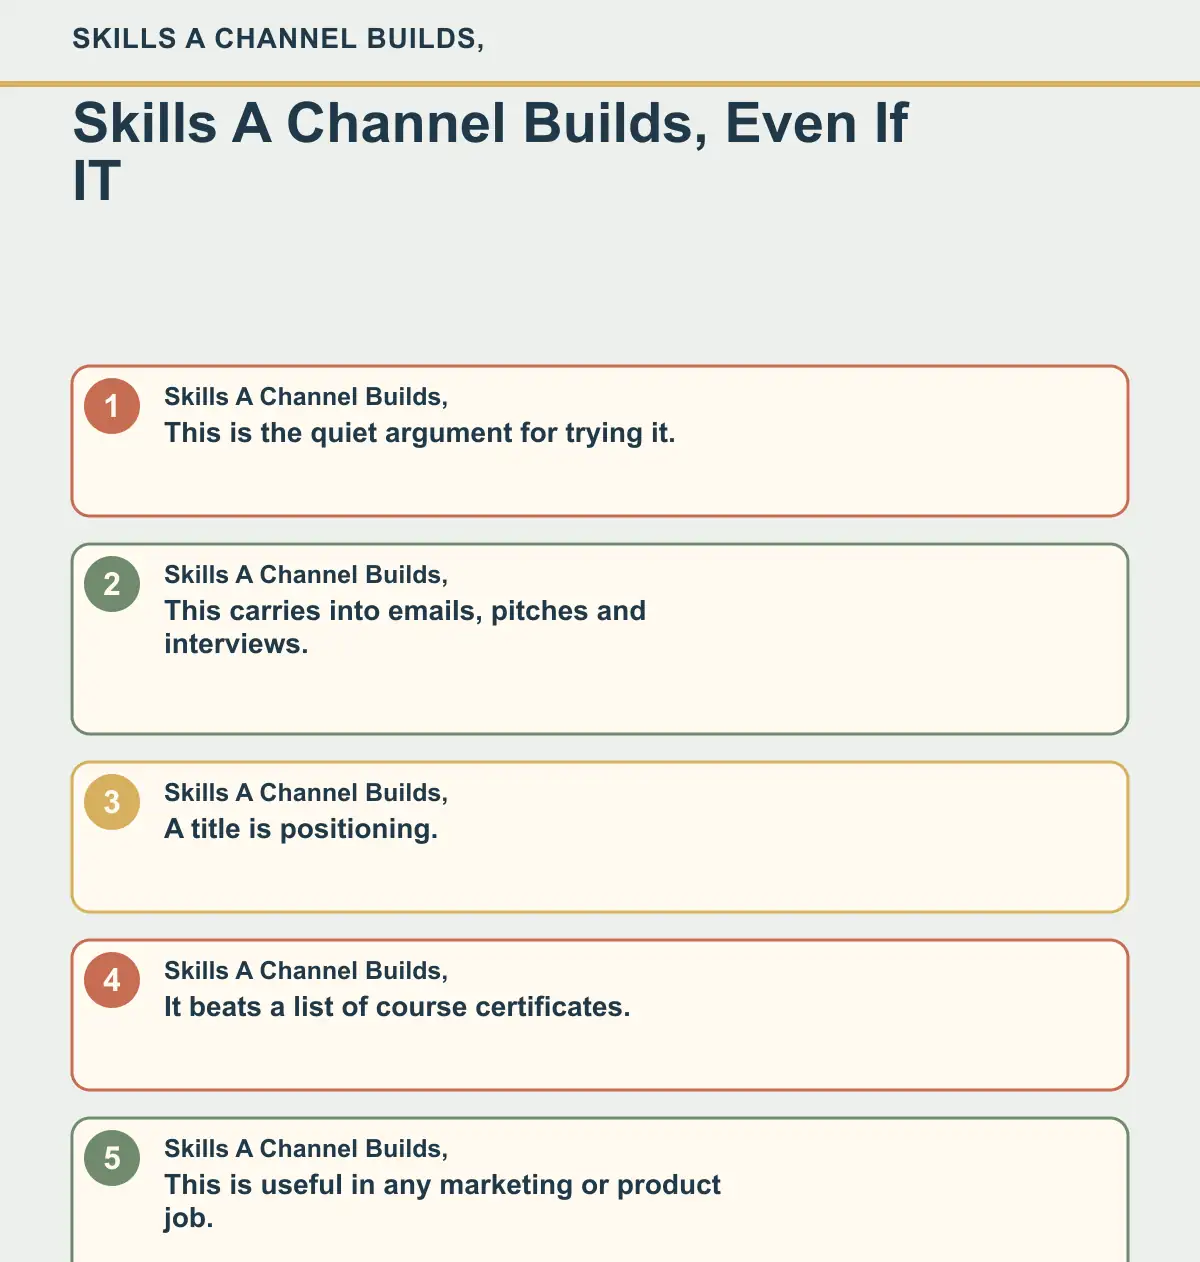 SKILLS A CHANNEL BUILDS,
Skills A Channel Builds, Even If
IT
1
Skills A Channel Builds,
This is the quiet argument for trying it.
2
Skills A Channel Builds,
This carries into emails, pitches and
interviews.
3
Skills A Channel Builds,
A title is positioning.
4
Skills A Channel Builds,
It beats a list of course certificates.
5
Skills A Channel Builds,
This is useful in any marketing or product
job.